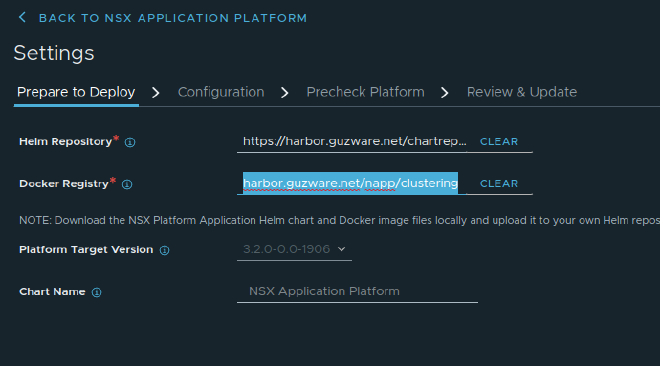 BACK TO NSX APPLICATION PLATFORM
Settings
Prepare to Deploy > Configuration > Precheck Platform > Review & Update
Helm Repository* https://harbor.guzware.net/chartrep... CLEAR
Docker Registry* harbor.guzware.net/napp/clustering CLEAR
NOTE: Download the NSX Platform Application Helm chart and Docker image files locally and upload it to your own Helm repos
Platform Target Version 3.2.0-0.0-1906
Chart Name NSX Application Platform